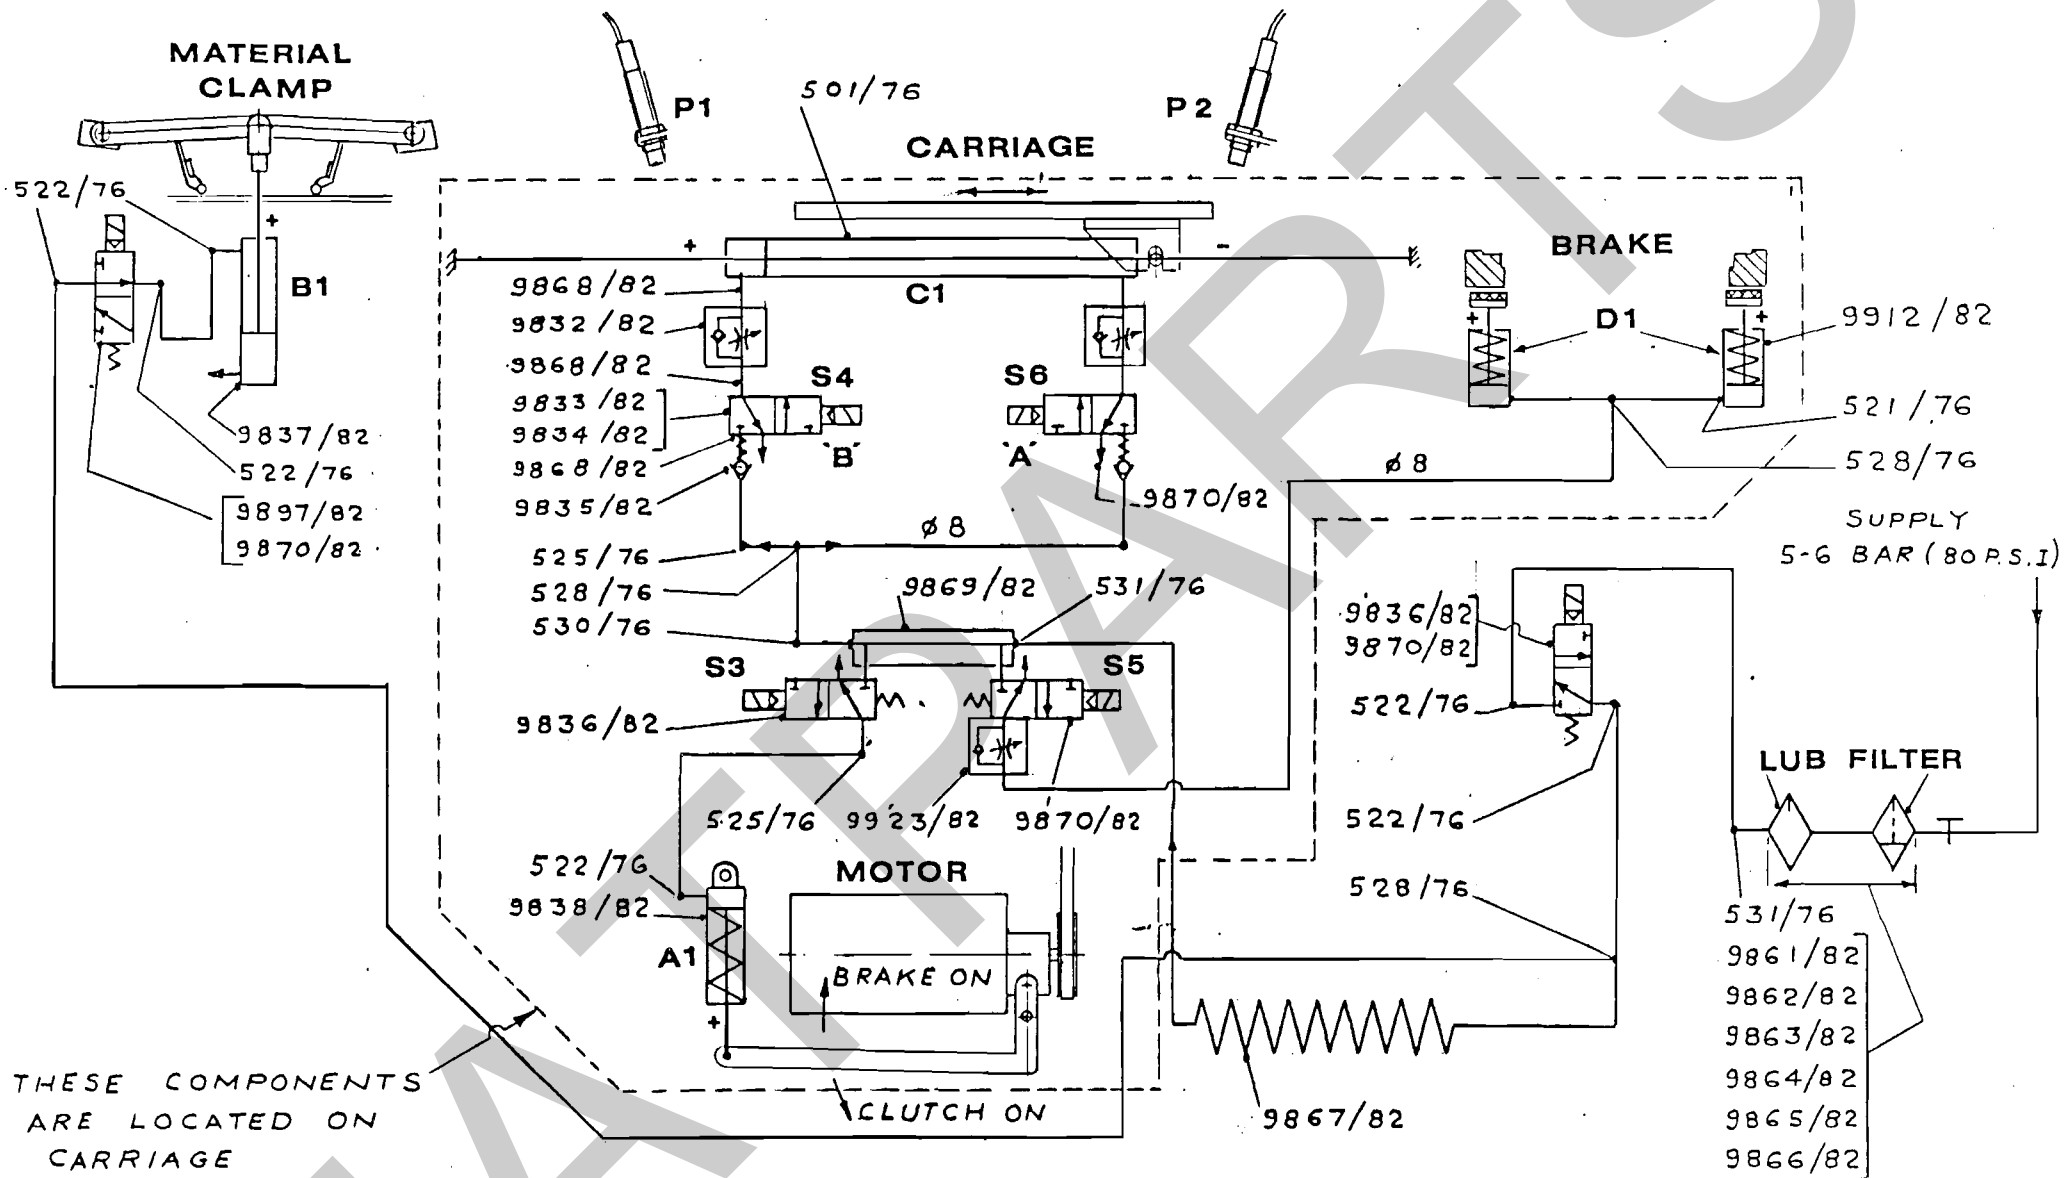 MATERIAL
CLAMP
P1
501/76
P2
CARRIAGE
522/76
+
B1
+
-
C1
BRAKE
D1
+
+
9912/82
9868/82
9832/82
9868/82
S4
S6
9833/82
9834/82
"B"
"A"
9868/82
9835/82
9870/82
521/76
528/76
ø8
ø8
9837/82
522/76
9897/82
9870/82
525/76
528/76
530/76
9869/82
531/76
SUPPLY
5-6 BAR (80 P.S.I)
9836/82
9870/82
522/76
S3
S5
9836/82
525/76
9923/82
9870/82
522/76
LUB FILTER
522/76
9838/82
MOTOR
528/76
A1
+
BRAKE ON
CLUTCH ON
9867/82
531/76
9861/82
9862/82
9863/82
9864/82
9865/82
9866/82
THESE COMPONENTS
ARE LOCATED ON
CARRIAGE